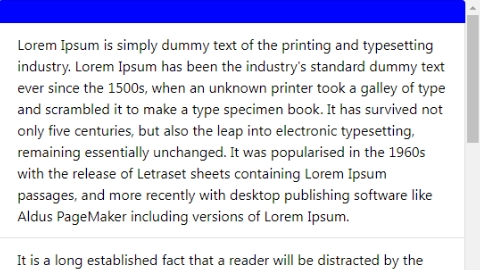 Lorem Ipsum is simply dummy text of the printing and typesetting
industry. Lorem Ipsum has been the industry's standard dummy text
ever since the 1500s, when an unknown printer took a galley of type
and scrambled it to make a type specimen book. It has survived not
only five centuries, but also the leap into electronic typesetting,
remaining essentially unchanged. It was popularised in the 1960s
with the release of Letraset sheets containing Lorem Ipsum
passages, and more recently with desktop publishing software like
Aldus PageMaker including versions of Lorem Ipsum.
It is a long established fact that a reader will be distracted by the